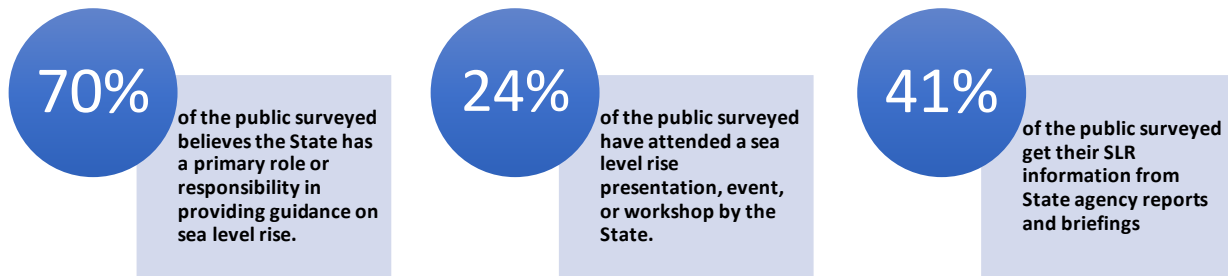 70%
of the public surveyed
believes the State has
a primary role or
responsibility in
providing guidance on
sea level rise.
24%
of the public surveyed
have attended a sea
level rise
presentation, event,
or workshop by the
State.
41%
of the public surveyed
get their SLR
information from
State agency reports
and briefings